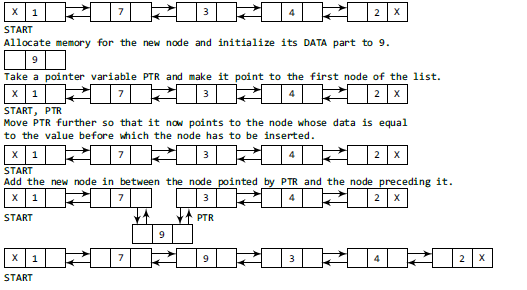 X 1 7 3 4 2 X
START
Allocate memory for the new node and initialize its DATA part to 9.
9
Take a pointer variable PTR and make it point to the first node of the list.
X 1 7 3 4 2 X
START, PTR
Move PTR further so that it now points to the node whose data is equal
to the value before which the node has to be inserted.
X 1 7 3 4 2 X
START
Add the new node in between the node pointed by PTR and the node preceding it.
X 1 7 3 4 2 X
START PTR
9
X 1 7 9 3 4 2 X
START